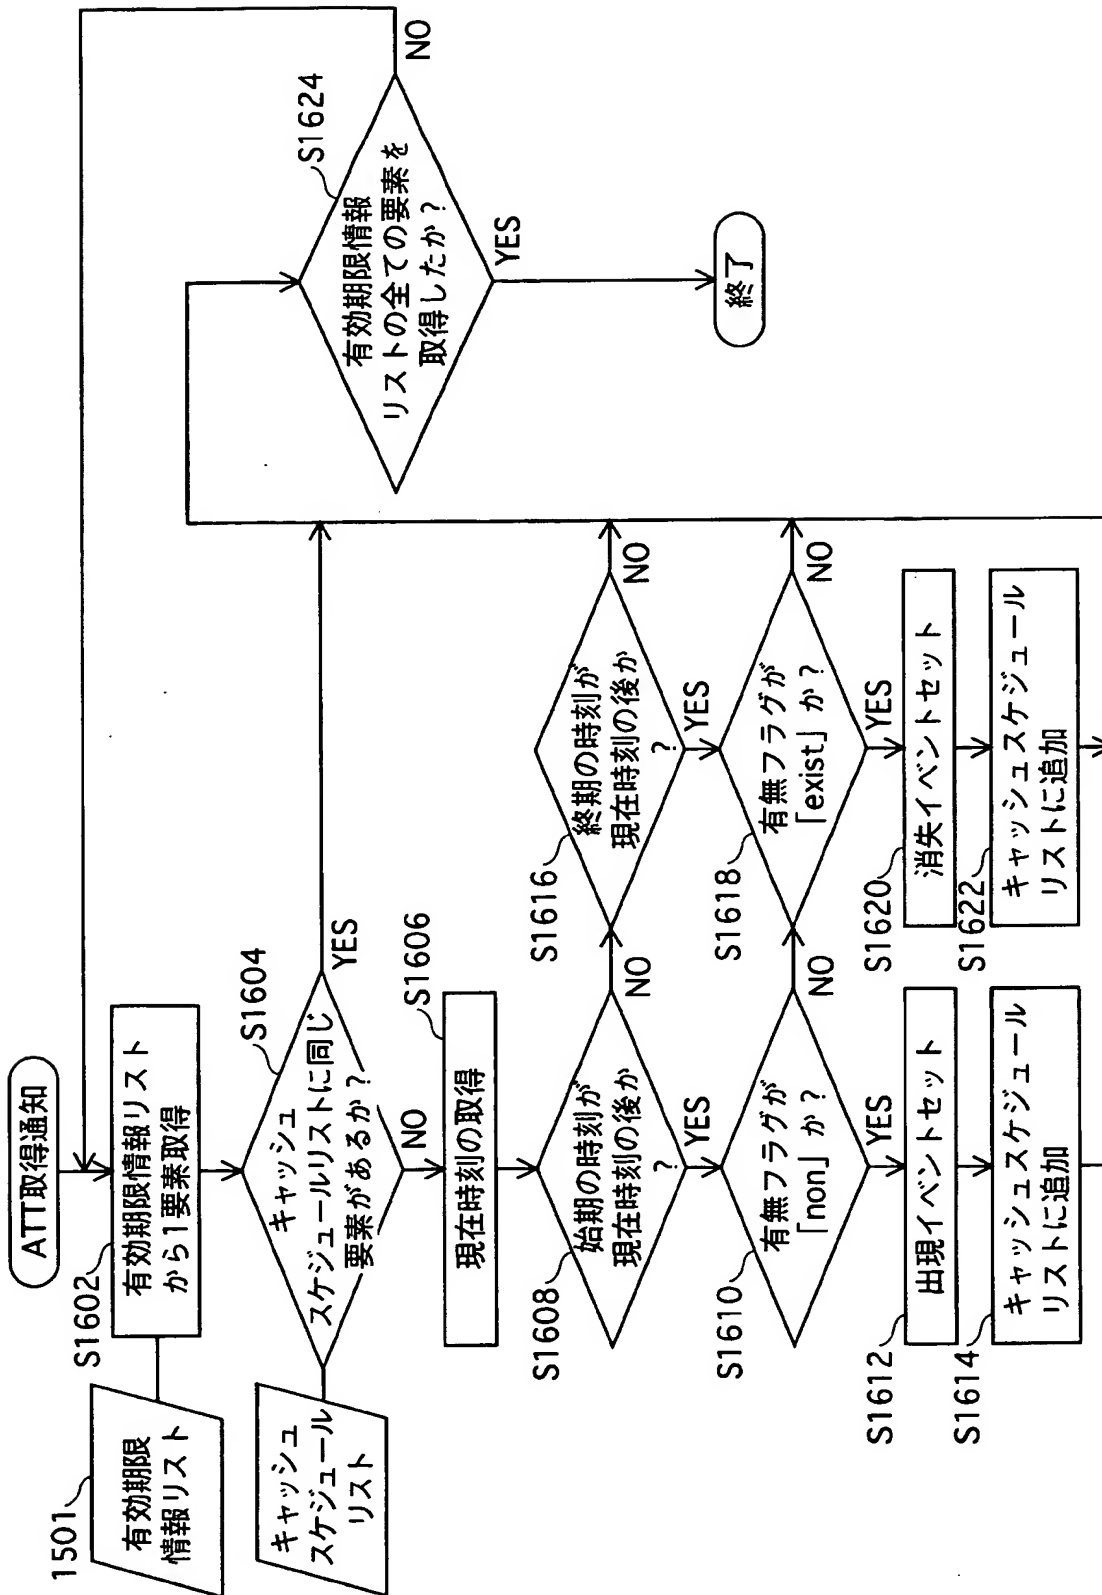 ATT取得通知
1501
有効期限
情報リスト
S1602
有効期限情報リスト
から1要素取得
キャッシュ
スケジュール
リスト
S1604
キャッシュ
スケジュールリストに同じ
要素があるか？
YES
NO
S1606
現在時刻の取得
S1608
始期の時刻が
現在時刻の後か
？
NO
YES
S1610
有無フラグが
「non」か？
NO
YES
S1612
出現イベントセット
S1614
キャッシュスケジュール
リストに追加
S1616
終期の時刻が
現在時刻の後か
？
NO
YES
S1618
有無フラグが
「exist」か？
NO
YES
S1620
消失イベントセット
S1622
キャッシュスケジュール
リストに追加
S1624
有効期限情報
リストの全ての要素を
取得したか？
NO
YES
終了